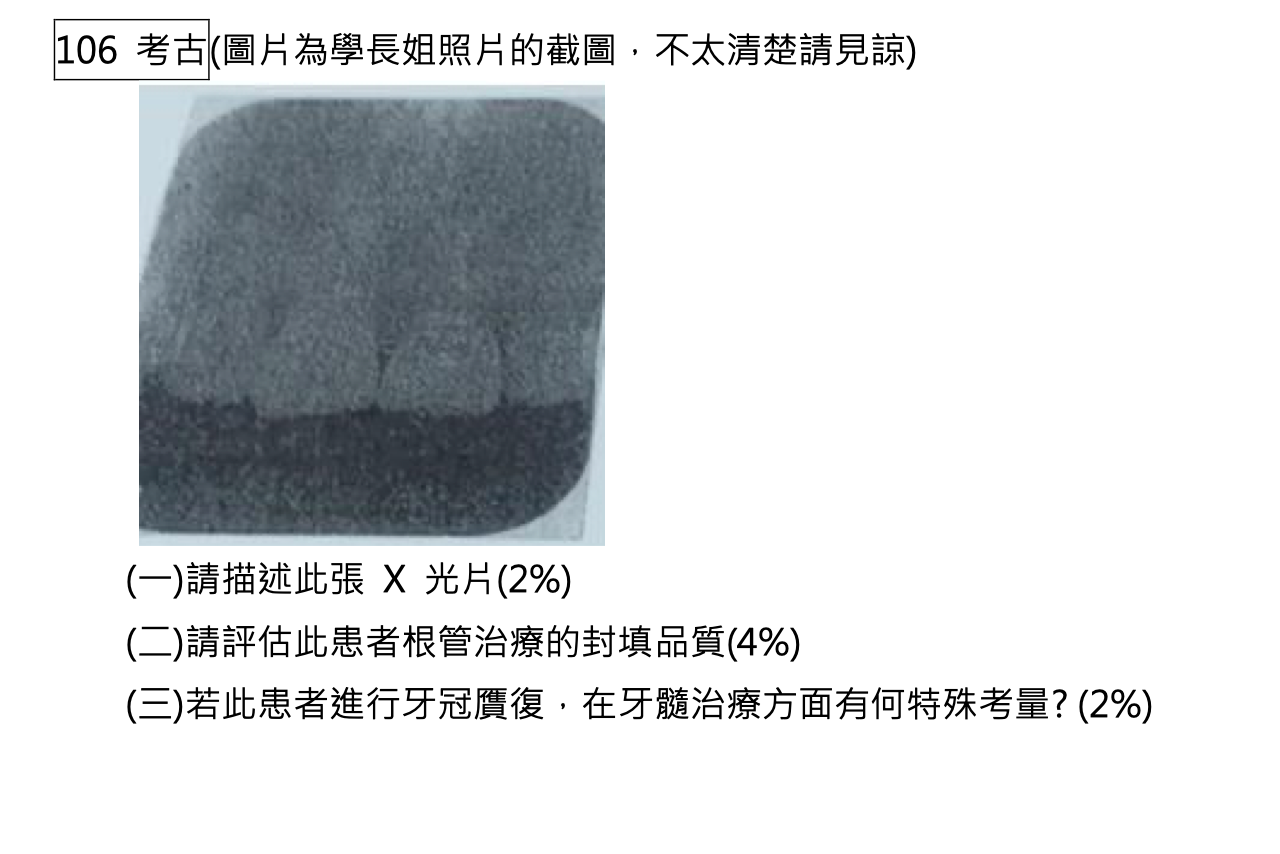 106 考古(圖片為學長姐照片的截圖，不太清楚請見諒)
(一)請描述此張 X 光片(2%)
(二)請評估此患者根管治療的封填品質(4%)
(三)若此患者進行牙冠贗復，在牙髓治療方面有何特殊考量? (2%)